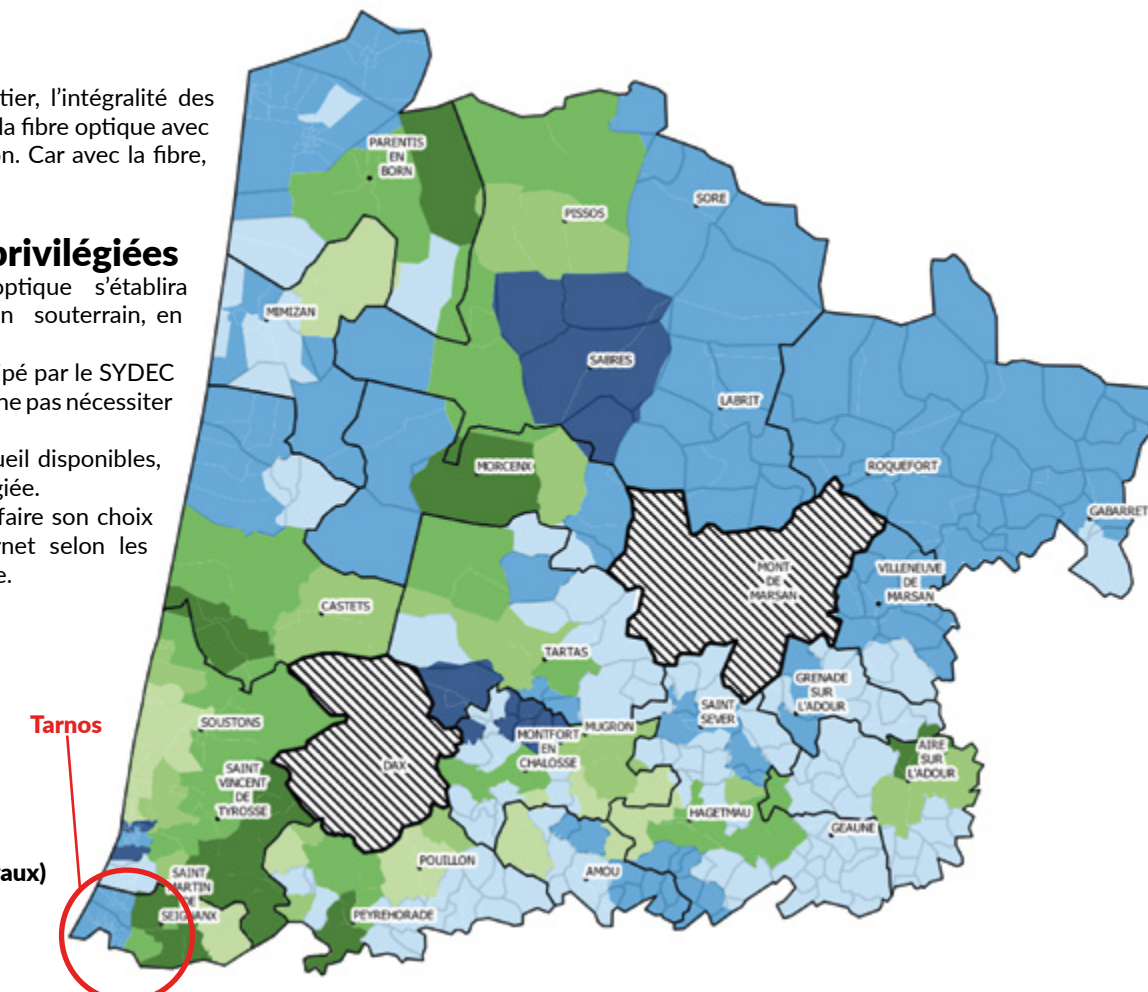 tier, l’intégralité des
la fibre optique avec
on. Car avec la fibre,
privilégiées
optique s’établira
n souterrain, en
ipé par le SYDEC
ne pas nécessiter
ueil disponibles,
giée.
faire son choix
rnet selon les
e.
PARENTIS
EN
BORN
PISSOS
SORE
MIMIZAN
SABRES
LABRIT
MORCENX
ROQUEFORT
GABARRET
MONT
DE
MARSAN
VILLENEUVE
DE
MARSAN
CASTETS
TARTAS
GRENADE
SUR
L'ADOUR
SAINT
SEVER
Tarnos
SOUSTONS
MUGRON
MONTFORT
EN
CHALOSSE
DAX
AIRE
SUR
L'ADOUR
SAINT
VINCENT
DE
TYROSSE
HAGETMAU
GEAUNE
POUILLON
AMOU
aux)
SAINT
MARTIN
DE
SEIGNANX
PEYREHORADE